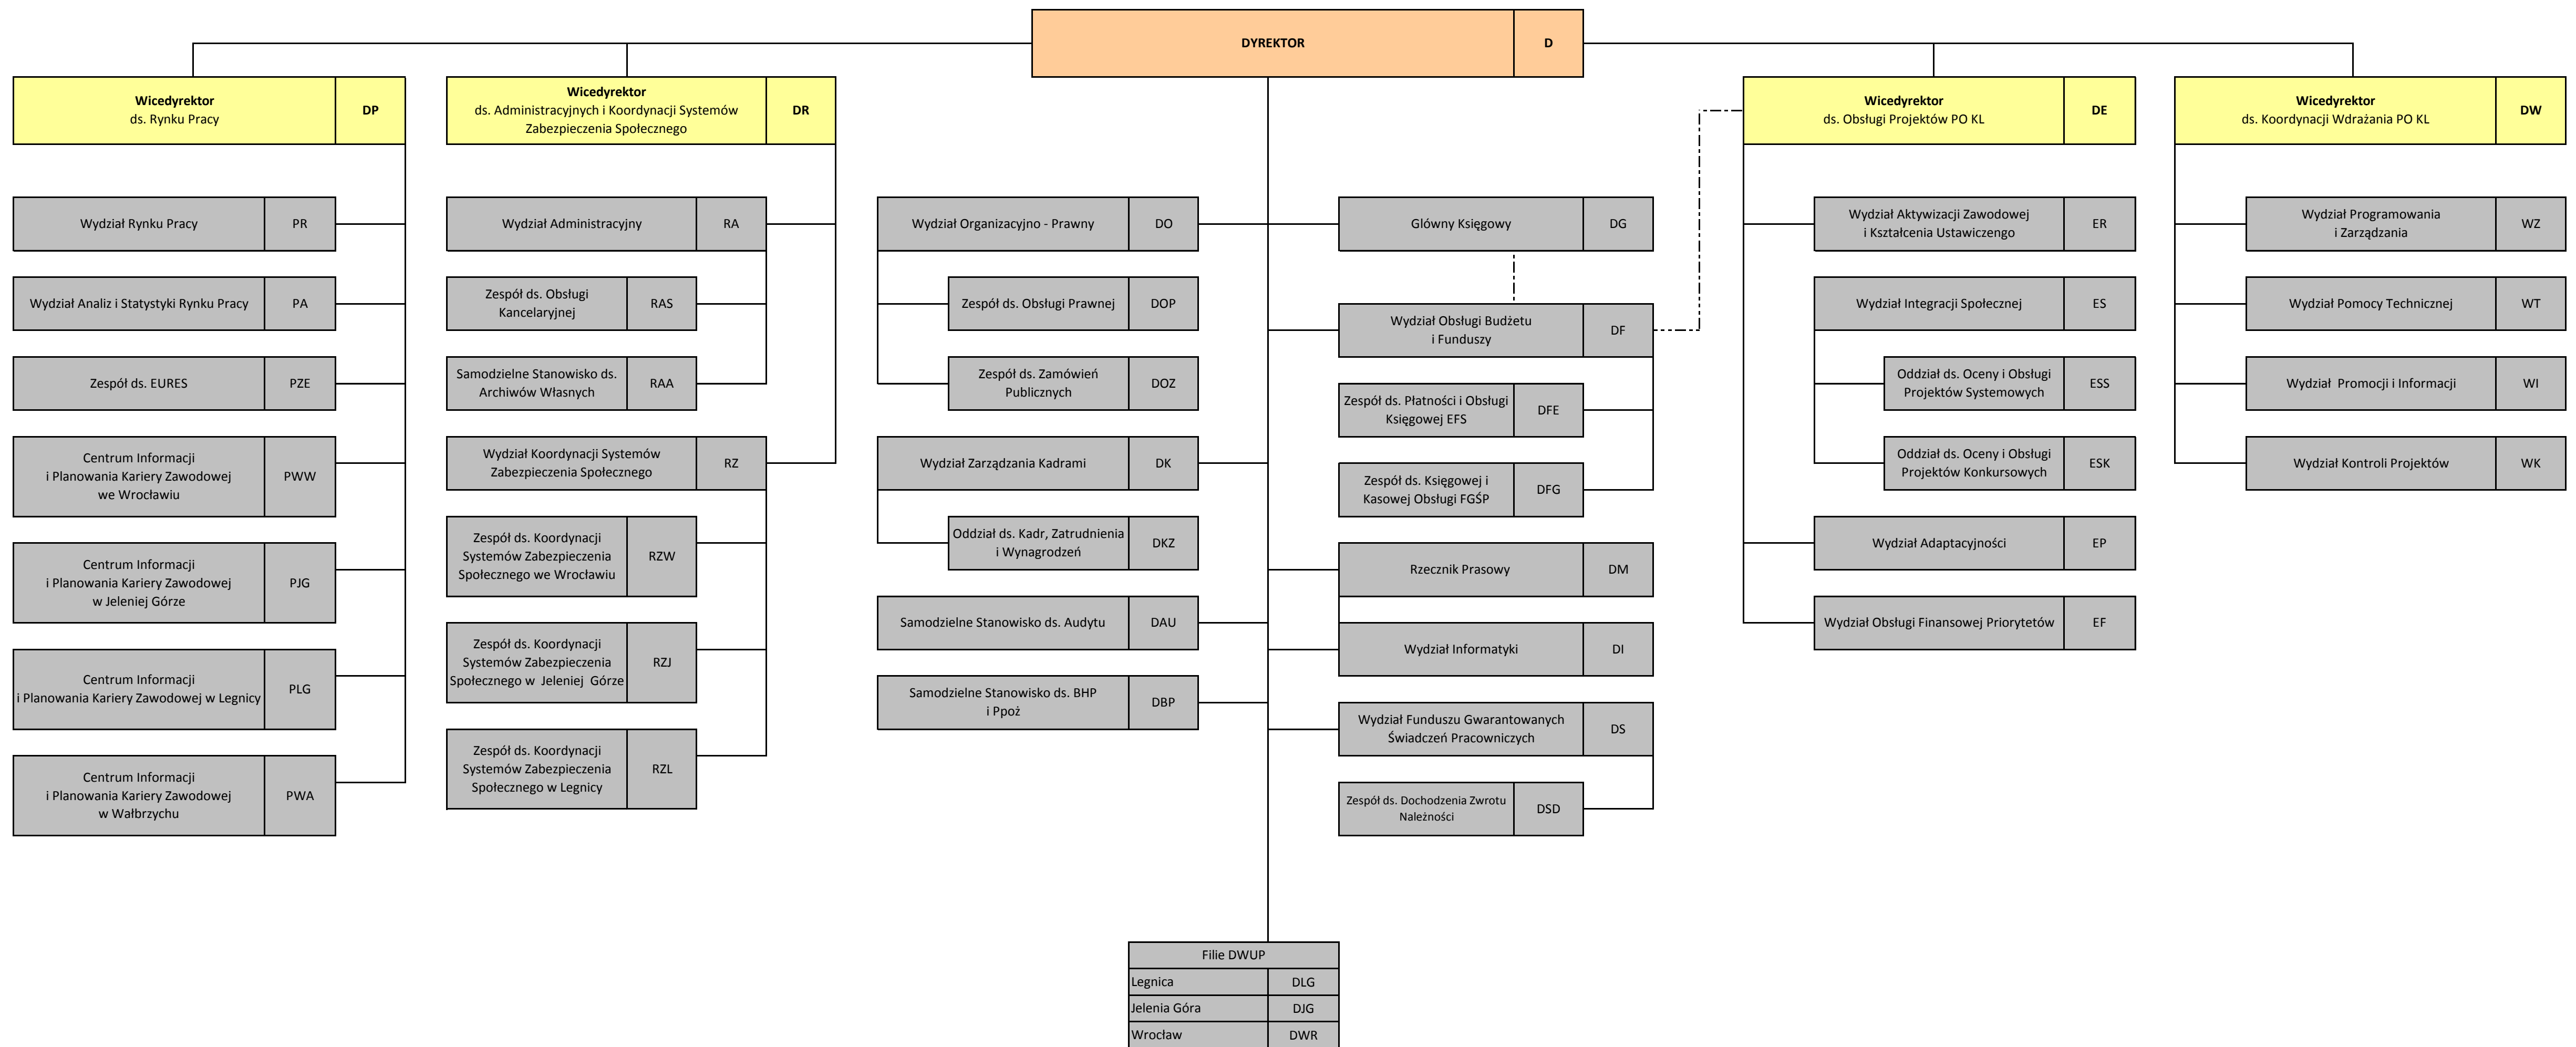 DYREKTOR
D
Wicedyrektor
ds. Rynku Pracy
DP
Wicedyrektor
ds. Administracyjnych i Koordynacji Systemów
Zabezpieczenia Społecznego
DR
Wicedyrektor
ds. Obsługi Projektów PO KL
DE
Wicedyrektor
ds. Koordynacji Wdrażania PO KL
DW
Wydział Rynku Pracy
PR
Wydział Analiz i Statystyki Rynku Pracy
PA
Zespół ds. EURES
PZE
Centrum Informacji
i Planowania Kariery Zawodowej
we Wrocławiu
PWW
Centrum Informacji
i Planowania Kariery Zawodowej
w Jeleniej Górze
PJG
Centrum Informacji
i Planowania Kariery Zawodowej w Legnicy
PLG
Centrum Informacji
i Planowania Kariery Zawodowej
w Wałbrzychu
PWA
Wydział Administracyjny
RA
Zespół ds. Obsługi
Kancelaryjnej
RAS
Samodzielne Stanowisko ds.
Archiwów Własnych
RAA
Wydział Koordynacji Systemów
Zabezpieczenia Społecznego
RZ
Zespół ds. Koordynacji
Systemów Zabezpieczenia
Społecznego we Wrocławiu
RZW
Zespół ds. Koordynacji
Systemów Zabezpieczenia
Społecznego w Jeleniej Górze
RZJ
Zespół ds. Koordynacji
Systemów Zabezpieczenia
Społecznego w Legnicy
RZL
Wydział Organizacyjno - Prawny
DO
Zespół ds. Obsługi Prawnej
DOP
Zespół ds. Zamówień
Publicznych
DOZ
Wydział Zarządzania Kadrami
DK
Oddział ds. Kadr, Zatrudnienia
i Wynagrodzeń
DKZ
Samodzielne Stanowisko ds. Audytu
DAU
Samodzielne Stanowisko ds. BHP
i Ppoż
DBP
Glówny Księgowy
DG
Wydział Obsługi Budżetu
i Funduszy
DF
Zespół ds. Płatności i Obsługi
Księgowej EFS
DFE
Zespół ds. Księgowej i
Kasowej Obsługi FGŚP
DFG
Rzecznik Prasowy
DM
Wydział Informatyki
DI
Wydział Funduszu Gwarantowanych
Świadczeń Pracowniczych
DS
Zespół ds. Dochodzenia Zwrotu
Należności
DSD
Wydział Aktywizacji Zawodowej
i Kształcenia Ustawiczengo
ER
Wydział Integracji Społecznej
ES
Oddział ds. Oceny i Obsługi
Projektów Systemowych
ESS
Oddział ds. Oceny i Obsługi
Projektów Konkursowych
ESK
Wydział Adaptacyjności
EP
Wydział Obsługi Finansowej Priorytetów
EF
Wydział Programowania
i Zarządzania
WZ
Wydział Pomocy Technicznej
WT
Wydział Promocji i Informacji
WI
Wydział Kontroli Projektów
WK
Filie DWUP
Legnica
DLG
Jelenia Góra
DJG
Wrocław
DWR